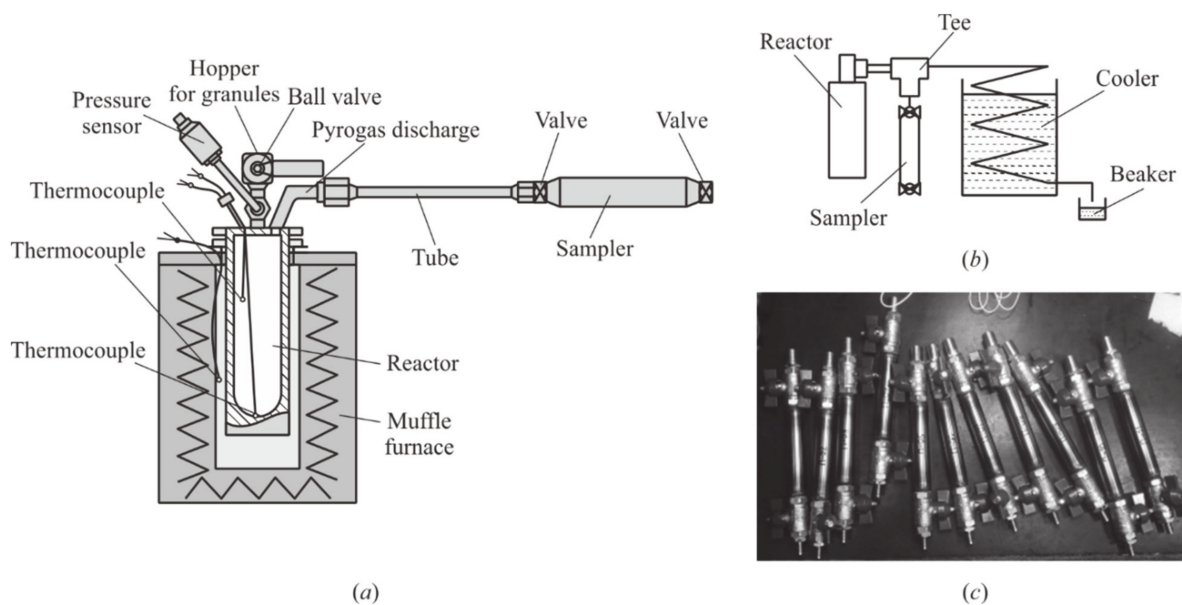 Hopper
for granules
Ball valve
Pressure
sensor
Pyrogas discharge
Valve
Valve
Thermocouple
Tube
Sampler
Thermocouple
Thermocouple
Reactor
Muffle
furnace
(a)
Tee
Reactor
Cooler
Beaker
Sampler
(b)
(c)